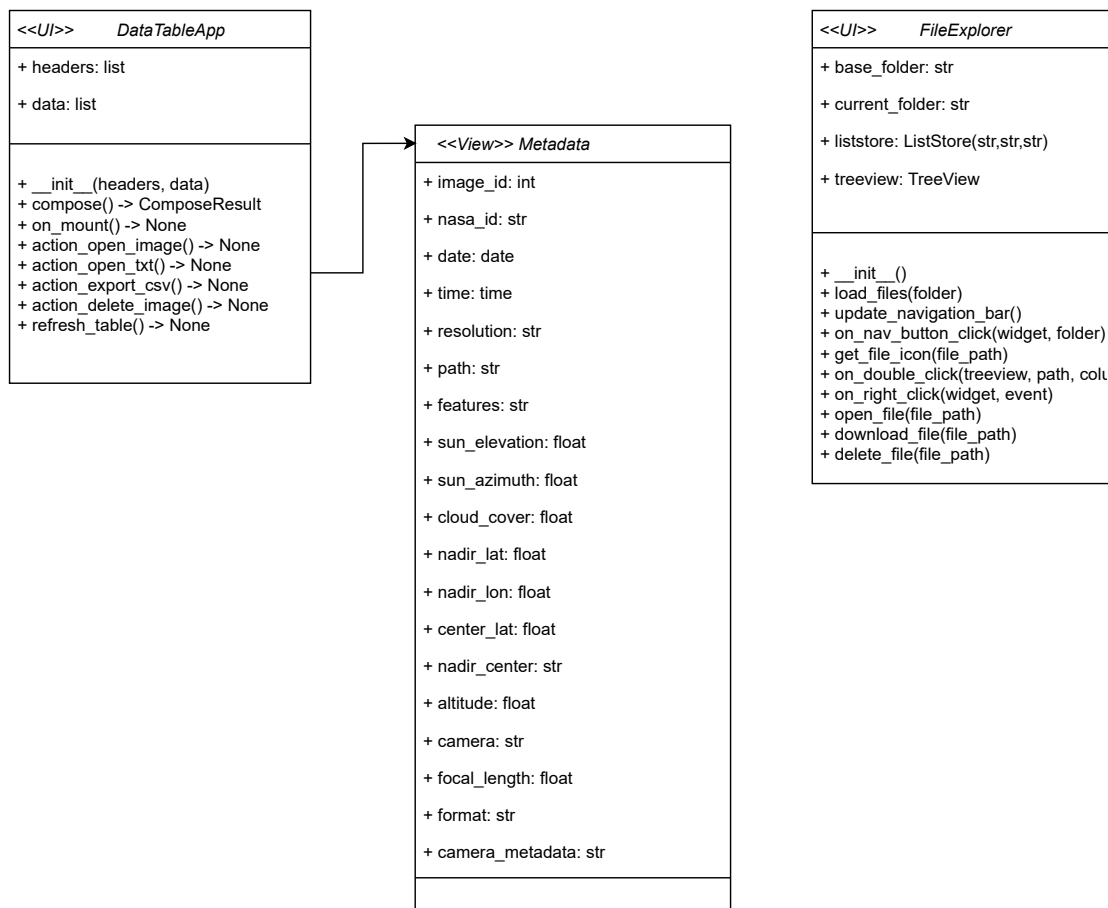 <<UI>> DataTableApp
+ headers: list
+ data: list
+ __init__(headers, data)
+ compose() -> ComposeResult
+ on_mount() -> None
+ action_open_image() -> None
+ action_open_txt() -> None
+ action_export_csv() -> None
+ action_delete_image() -> None
+ refresh_table() -> None
<<View>> Metadata
+ image_id: int
+ nasa_id: str
+ date: date
+ time: time
+ resolution: str
+ path: str
+ features: str
+ sun_elevation: float
+ sun_azimuth: float
+ cloud_cover: float
+ nadir_lat: float
+ nadir_lon: float
+ center_lat: float
+ nadir_center: str
+ altitude: float
+ camera: str
+ focal_length: float
+ format: str
+ camera_metadata: str
<<UI>> FileExplorer
+ base_folder: str
+ current_folder: str
+ liststore: ListStore(str,str,str)
+ treeview: TreeView
+ __init__()
+ load_files(folder)
+ update_navigation_bar()
+ on_nav_button_click(widget, folder)
+ get_file_icon(file_path)
+ on_double_click(treeview, path,
+ on_right_click(widget, event)
+ open_file(file_path)
+ download_file(file_path)
+ delete_file(file_path)